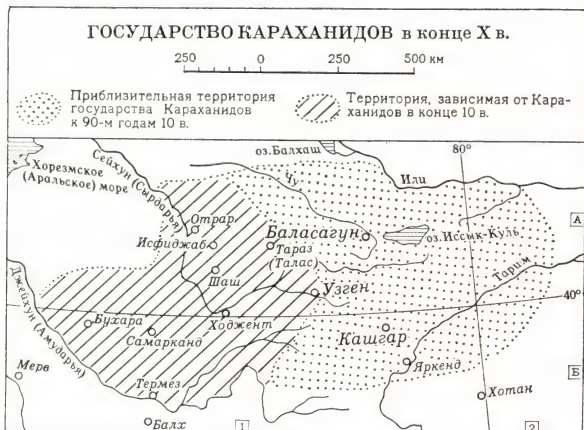 ГОСУДАРСТВО КАРАХАНИДОВ в конце X в.
250 0 250 500 км
Приблизительная территория
государства Караханидов
к 90-м годам 10 в.
Территория, зависимая от Кара-
ханидов в конце 10 в.
Хорезмское
(Аральское) море
Сейхун (Сырдарья)
оз. Балхаш
80°
Или
Чу
Отрар
Исфиджаб
Баласагун
оз. Иссык-Куль
А
Тараз
(Талас)
Шаш
Тарим
Узген
40°
Джейхун (Амударья)
Ходжент
Бухара
Самарканд
Кашгар
Мерв
Яркенд
Б
Термез
Хотан
Балх
1
2